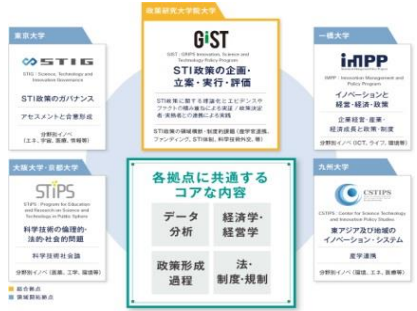 東京大学
STIG
STIG : Science, Technology and
Innovation Governance
STI政策のガバナンス
アセスメントと合意形成
分野別イノベ
(エネ、宇宙、医療、情報等)
政策研究大学院大学
GiST
GIST : GRIPS Innovation, Science and
Technology Policy Program
STI政策の企画・
立案・実行・評価
STI政策に関する理論化とエビデンスや
ファクトの積み重ねによる実証／政策決定
者・実務者との連携による実践
STI政策の領域横断・制度的課題(産学官連携、
ファンディング、STI体制、科学技術外交、等)
一橋大学
imPP
IMPP : Innovation Management and
Policy Program
イノベーションと
経営・経済・政策
企業経営・産業・
経済成長と政策・制度
分野別イノベ(ICT、ライフ、環境等)
大阪大学・京都大学
STiPS
STiPS : Program for Education
and Research on Science and
Technology in Public Sphere
科学技術の倫理的・
法的・社会的問題
科学技術社会論
分野別イノベ(医薬、工学、環境等)
各拠点に共通する
コアな内容
データ
分析
経済学・
経営学
政策形成
過程
法・
制度・規制
九州大学
CSTIPS
CSTIPS : Center for Science Technology
and Innovation Policy Studies
東アジア及び地域の
イノベーション・システム
産学連携
分野別イノベ(環境、エネ、医療等)
総合拠点
領域開拓拠点